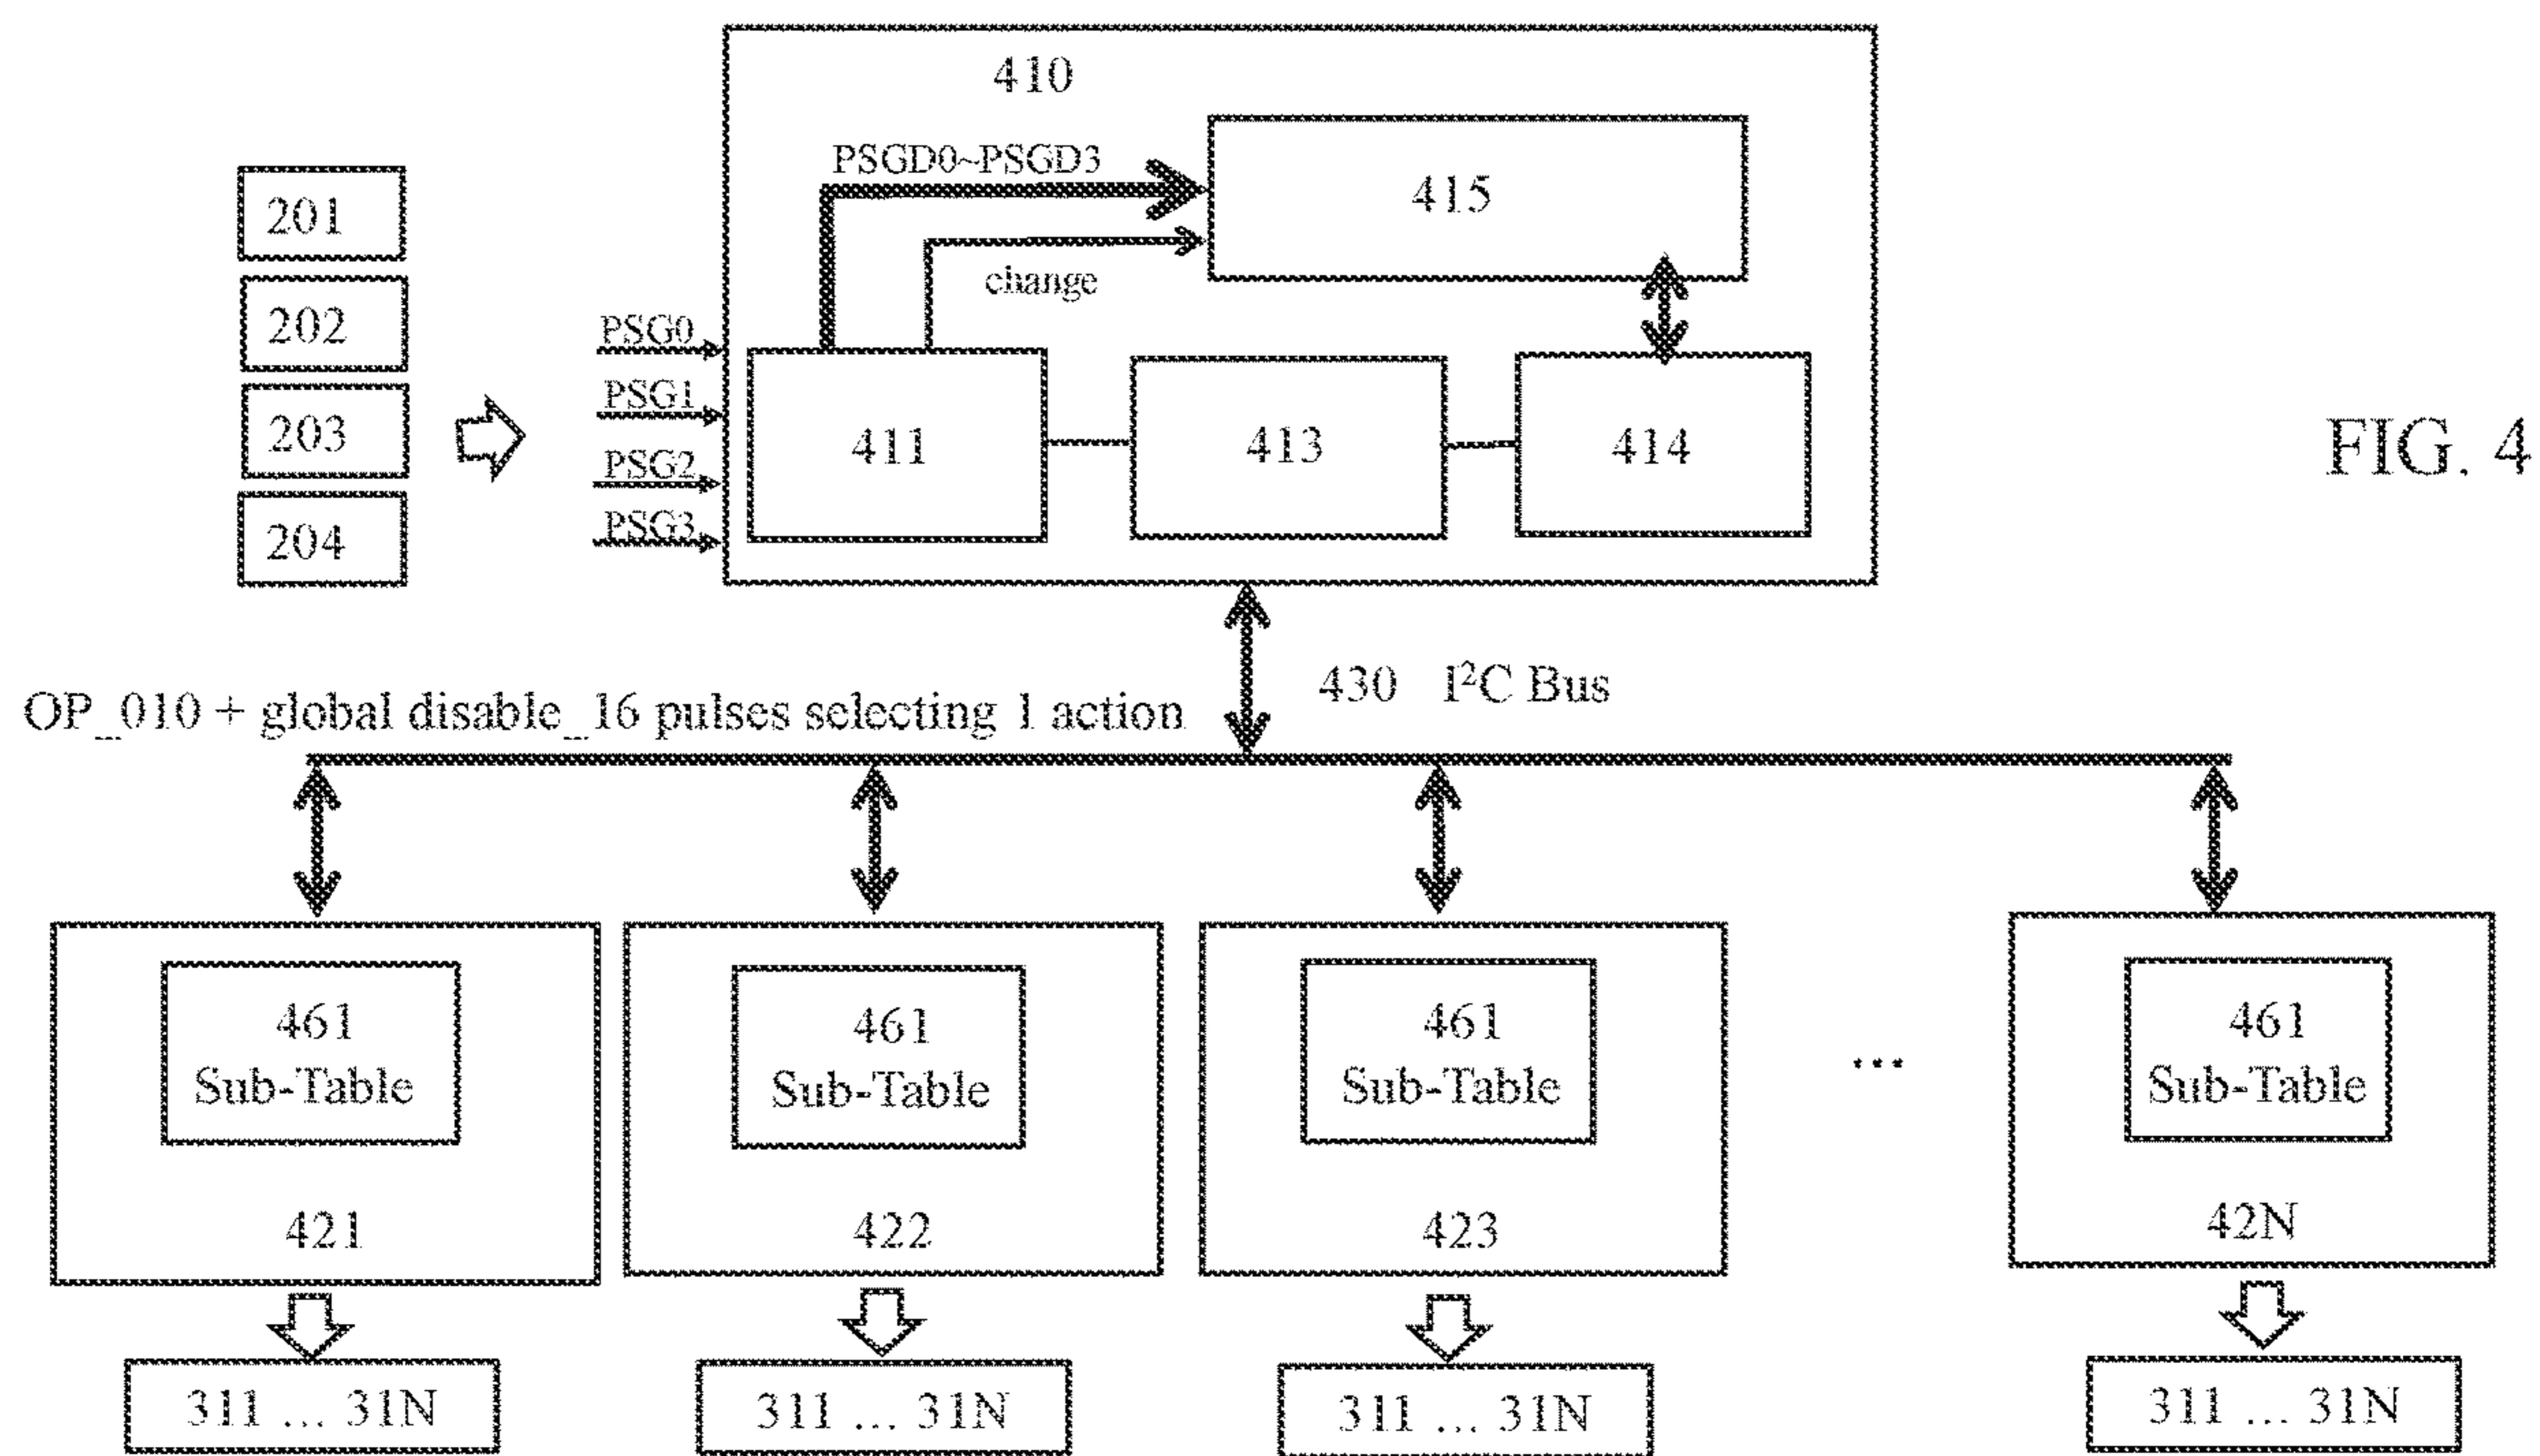 410
PSGD0~PSGD3
415
change
201
202
203
204
PSG0
PSG1
PSG2
PSG3
411
413
414
FIG. 4
430 I²C Bus
OP_010 + global disable_16 pulses selecting 1 action
461
Sub-Table
421
461
Sub-Table
422
461
Sub-Table
423
...
461
Sub-Table
42N
311 ... 31N
311 ... 31N
311 ... 31N
311 ... 31N